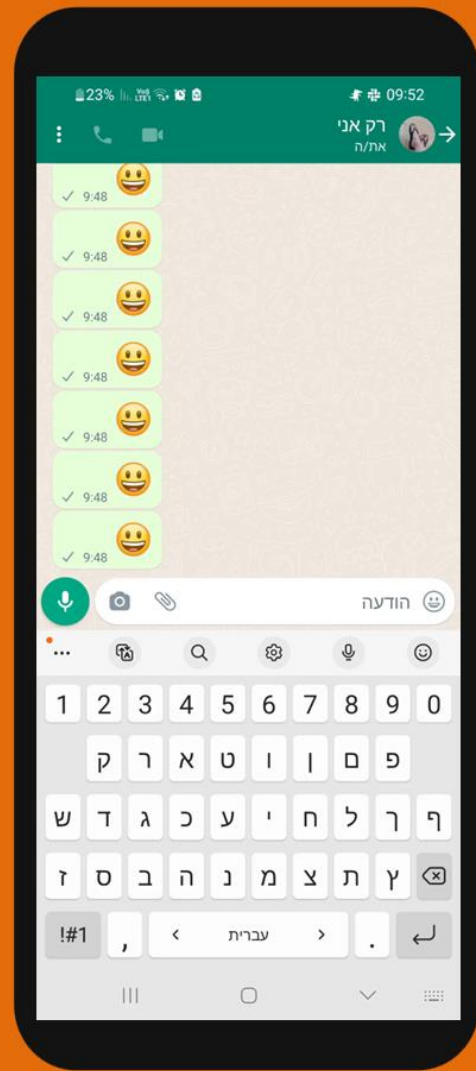 23% 09:52
רק אני
את/ה
9:48
9:48
9:48
9:48
9:48
9:48
9:48
הודעה
1 2 3 4 5 6 7 8 9 0
ק ר א ט ו ן ם פ
ש ד ג כ ע י ח ל ך ף
ז ס ב ה נ מ צ ת ץ
!#1 , עברית .